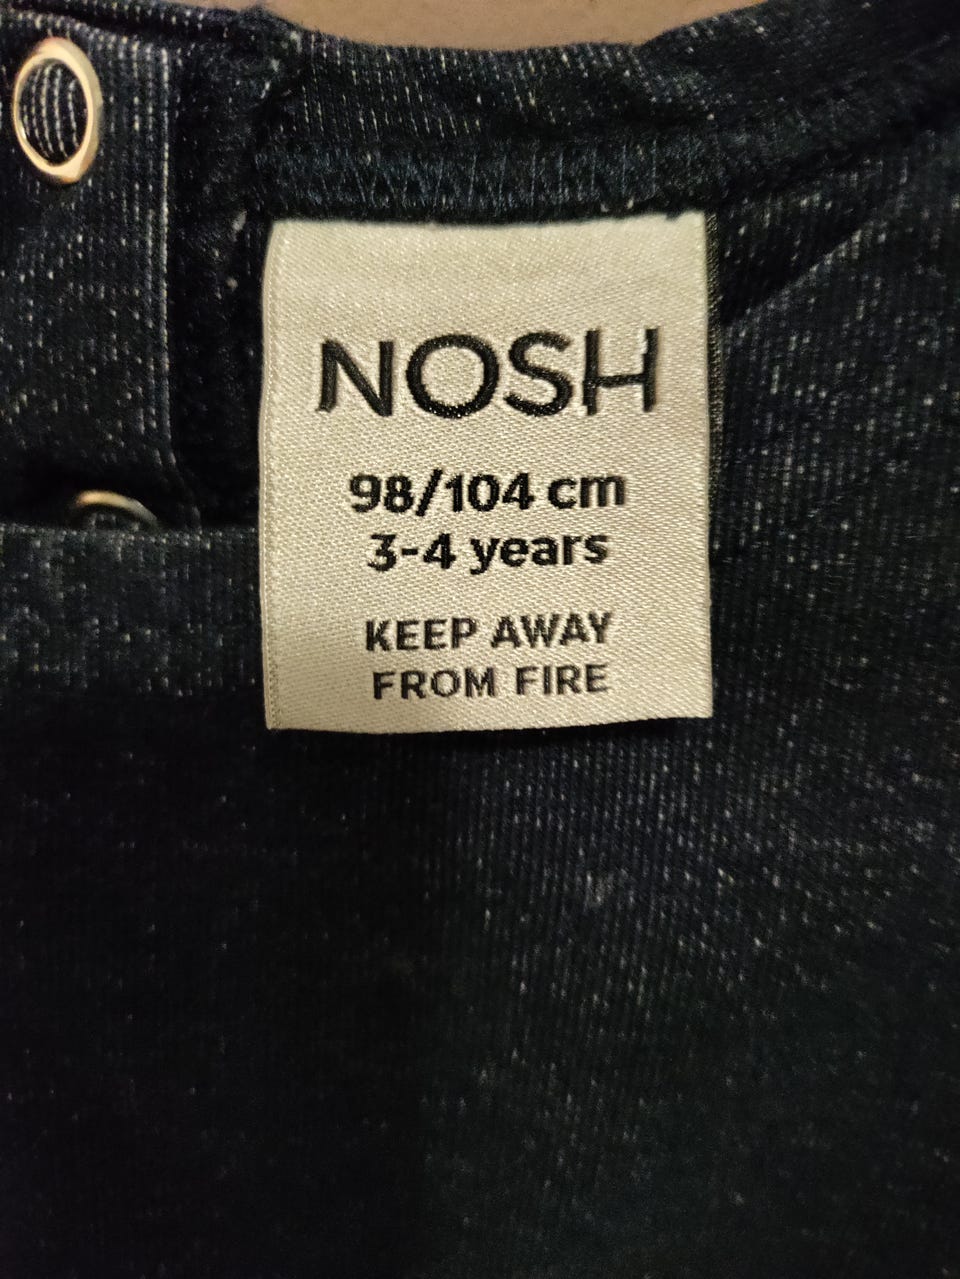 NOSH
98/104 cm
3-4 years
KEEP AWAY
FROM FIRE